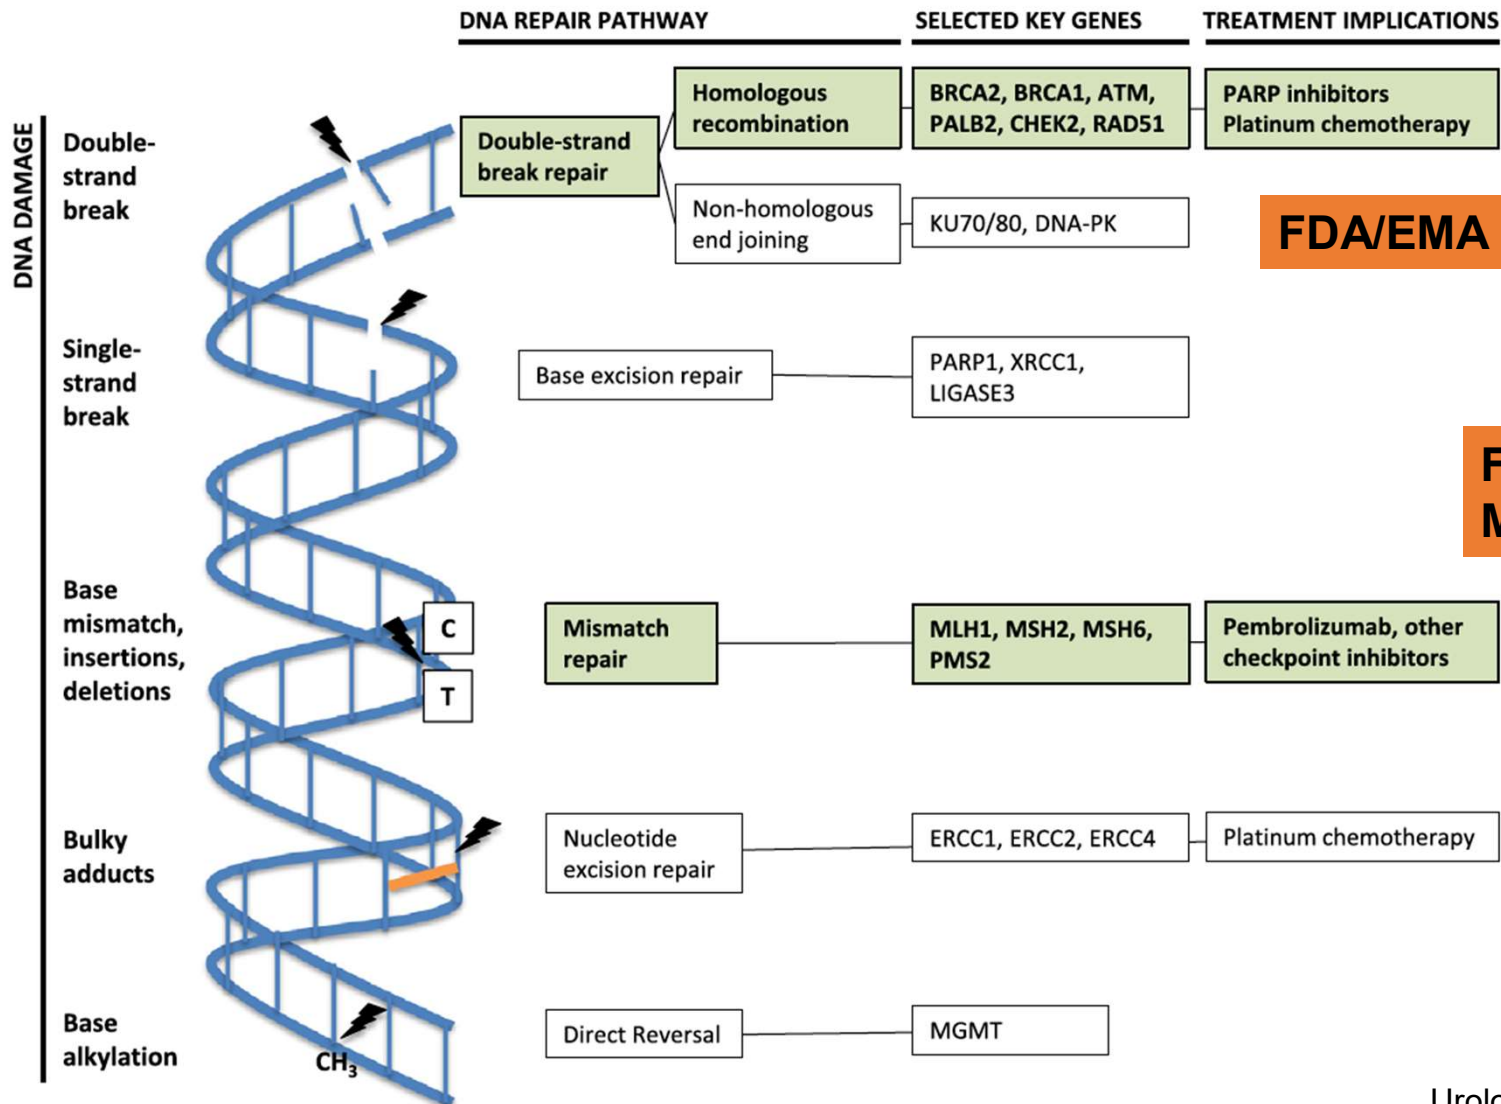 DNA REPAIR PATHWAY
SELECTED KEY GENES
TREATMENT IMPLICATIONS
DNA DAMAGE
Double-
strand
break
Double-strand
break repair
Homologous
recombination
BRCA2, BRCA1, ATM,
PALB2, CHEK2, RAD51
PARP inhibitors
Platinum chemotherapy
Non-homologous
end joining
KU70/80, DNA-PK
FDA/EMA
Single-
strand
break
Base excision repair
PARP1, XRCC1,
LIGASE3
F
M
Base
mismatch,
insertions,
deletions
C
T
Mismatch
repair
MLH1, MSH2, MSH6,
PMS2
Pembrolizumab, other
checkpoint inhibitors
Bulky
adducts
Nucleotide
excision repair
ERCC1, ERCC2, ERCC4
Platinum chemotherapy
Base
alkylation
CH₃
Direct Reversal
MGMT